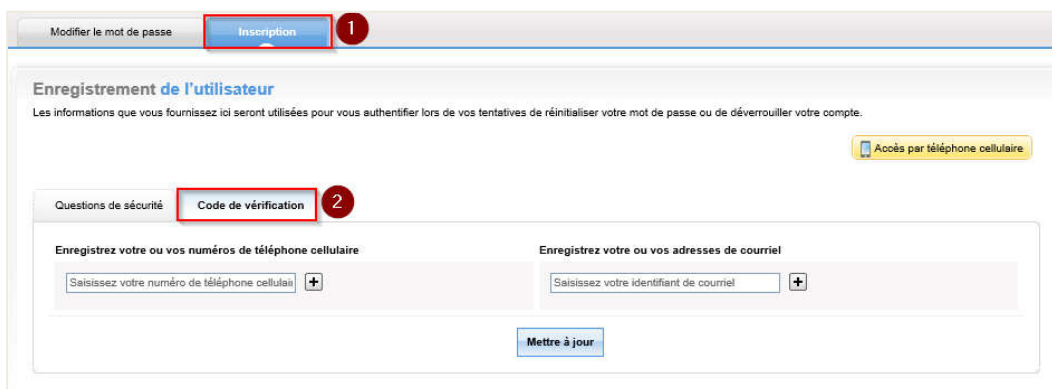 Modifier le mot de passe
Inscription
1
Enregistrement de l'utilisateur
Les informations que vous fournissez ici seront utilisées pour vous authentifier lors de vos tentatives de réinitialiser votre mot de passe ou de déverrouiller votre compte.
Accès par téléphone cellulaire
Questions de sécurité
Code de vérification
2
Enregistrez votre ou vos numéros de téléphone cellulaire
Enregistrez votre ou vos adresses de courriel
Saisissez votre numéro de téléphone cellulai
+
Saisissez votre identifiant de courriel
+
Mettre à jour